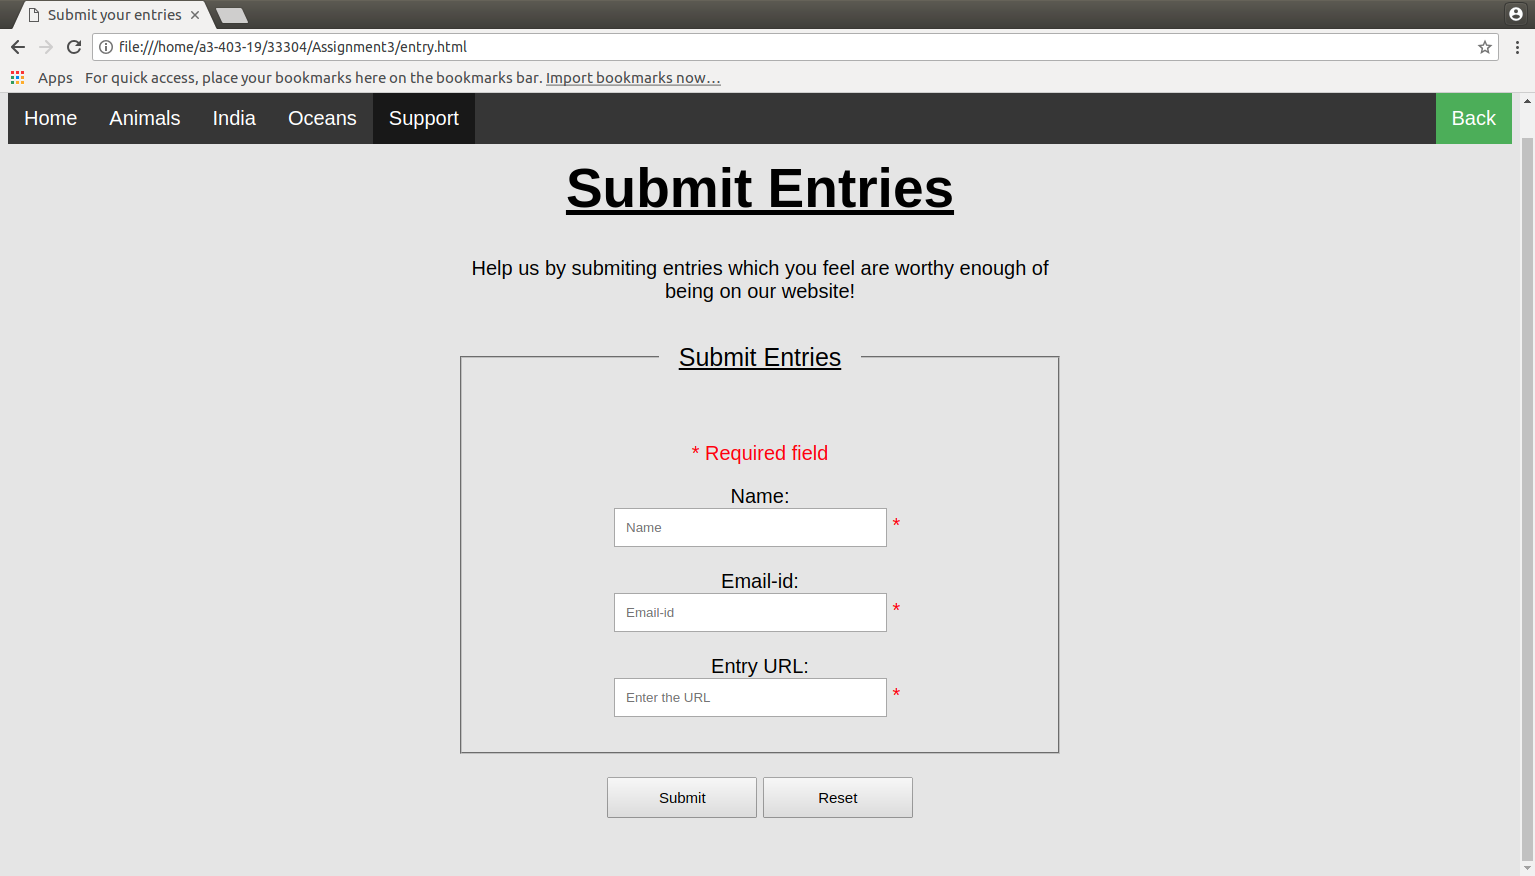 Submit your entries
file:///home/a3-403-19/33304/Assignment3/entry.html
Apps For quick access, place your bookmarks here on the bookmarks bar. Import bookmarks now...
Home Animals India Oceans Support Back
Submit Entries
Help us by submiting entries which you feel are worthy enough of
being on our website!
Submit Entries
* Required field
Name:
Name *
Email-id:
Email-id *
Entry URL:
Enter the URL *
Submit Reset